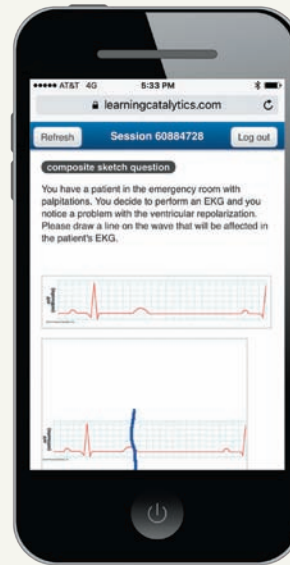 AT&T 4G 5:33 PM
learningcatalytics.com
Refresh Session 60884728 Log out
composite sketch question
You have a patient in the emergency room with
palpitations. You decide to perform an EKG and you
notice a problem with the ventricular repolarization.
Please draw a line on the wave that will be affected in
the patient's EKG.